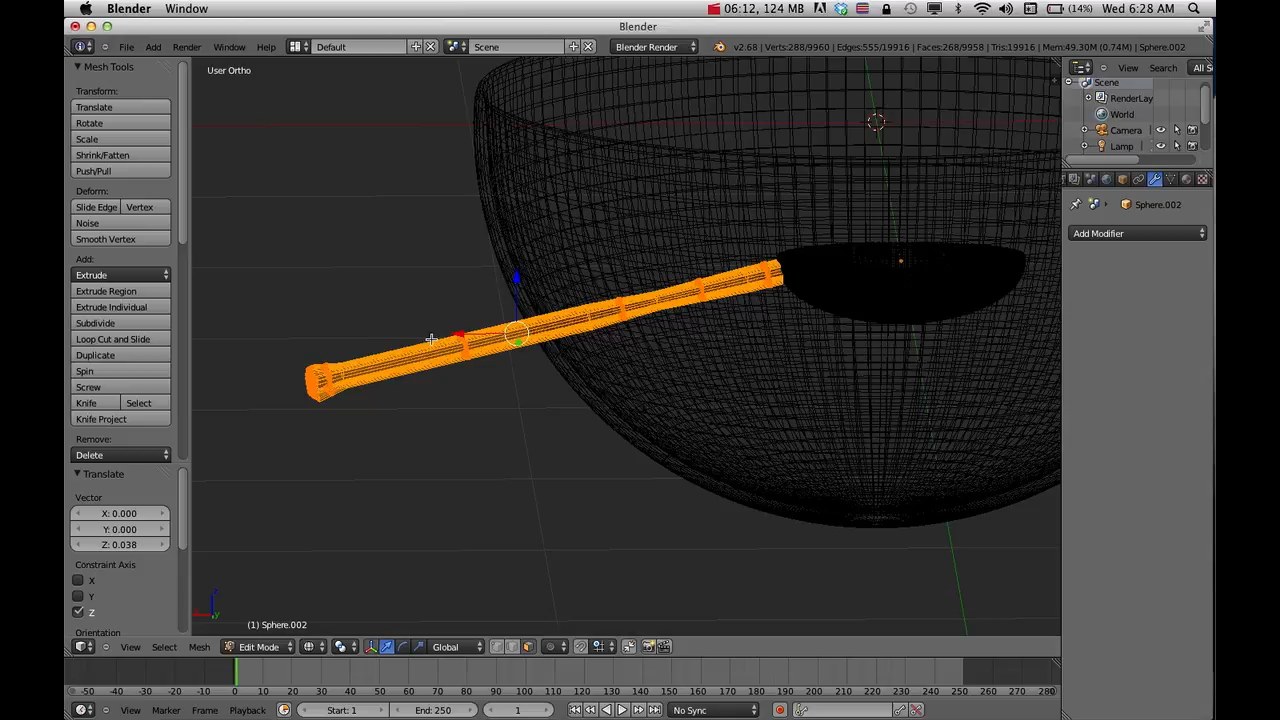 Blender Window 06:12, 124 MB (14%) Wed 6:28 AM
Blender
File Add Render Window Help Default Scene Blender Render v2.68 | Verts:288/9960 | Edges:555/19916 | Faces:268/9958 | Tris:19916 | Mem:49.30M (0.74M) | Sphere.002
Mesh Tools
User Ortho
View Search All S
Transform:
Scene
Translate
RenderLay
Rotate
World
Scale
Camera
Shrink/Fatten
Lamp
Push/Pull
Deform:
Slide Edge Vertex
Sphere.002
Noise
Add Modifier
Smooth Vertex
Add:
Extrude
Extrude Region
Extrude Individual
Subdivide
Loop Cut and Slide
Duplicate
Spin
Screw
Knife Select
Knife Project
Remove:
Delete
Translate
Vector
X: 0.000
Y: 0.000
Z: 0.038
Constraint Axis
X
Y
Z
z
y
(1) Sphere.002
Orientation
View Select Mesh Edit Mode Global
-50 -40 -30 -20 -10 0 10 20 30 40 50 60 70 80 90 100 110 120 130 140 150 160 170 180 190 200 210 220 230 240 250 260 270 280
View Marker Frame Playback Start: 1 End: 250 1 No Sync